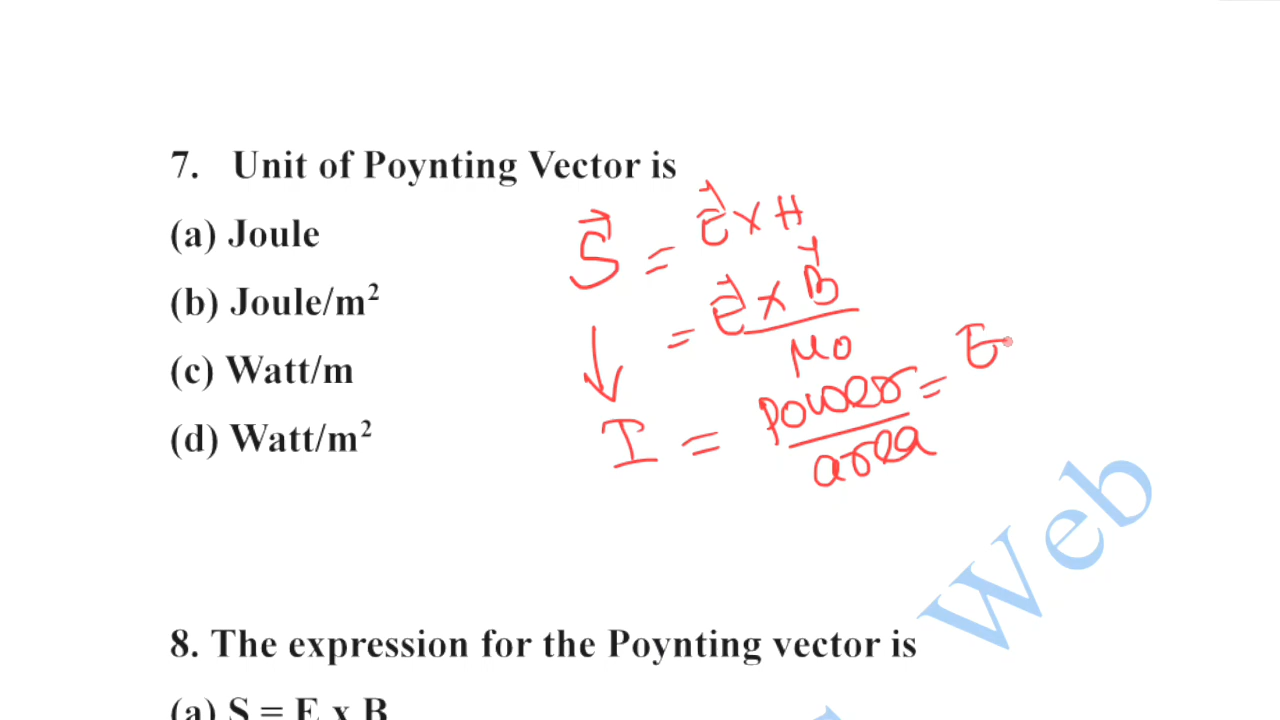 7. Unit of Poynting Vector is
(a) Joule
(b) Joule/m²
(c) Watt/m
(d) Watt/m²
S⃗ = E⃗ × H
= E⃗ × B⃗ / μ0
↓
I = Power / area = E
8. The expression for the Poynting vector is
(a) S = E x B
Web